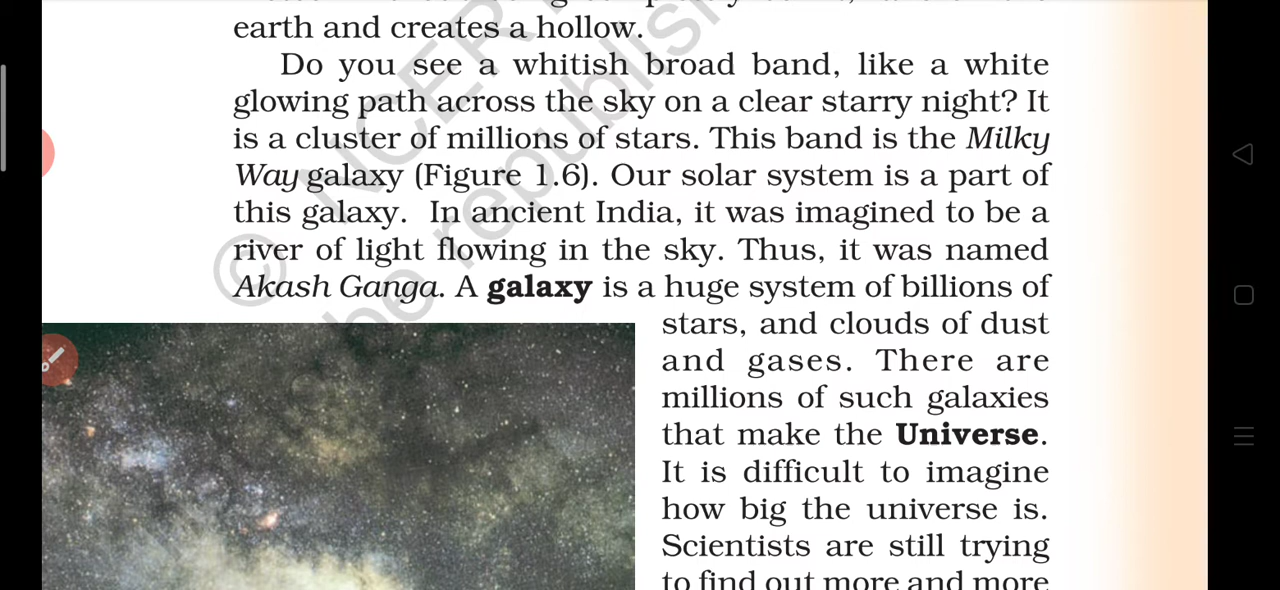 earth and creates a hollow.
Do you see a whitish broad band, like a white
glowing path across the sky on a clear starry night? It
is a cluster of millions of stars. This band is the Milky
Way galaxy (Figure 1.6). Our solar system is a part of
this galaxy. In ancient India, it was imagined to be a
river of light flowing in the sky. Thus, it was named
Akash Ganga. A galaxy is a huge system of billions of
stars, and clouds of dust
and gases. There are
millions of such galaxies
that make the Universe.
It is difficult to imagine
how big the universe is.
Scientists are still trying
to find out more and more
© NCERT
be republish